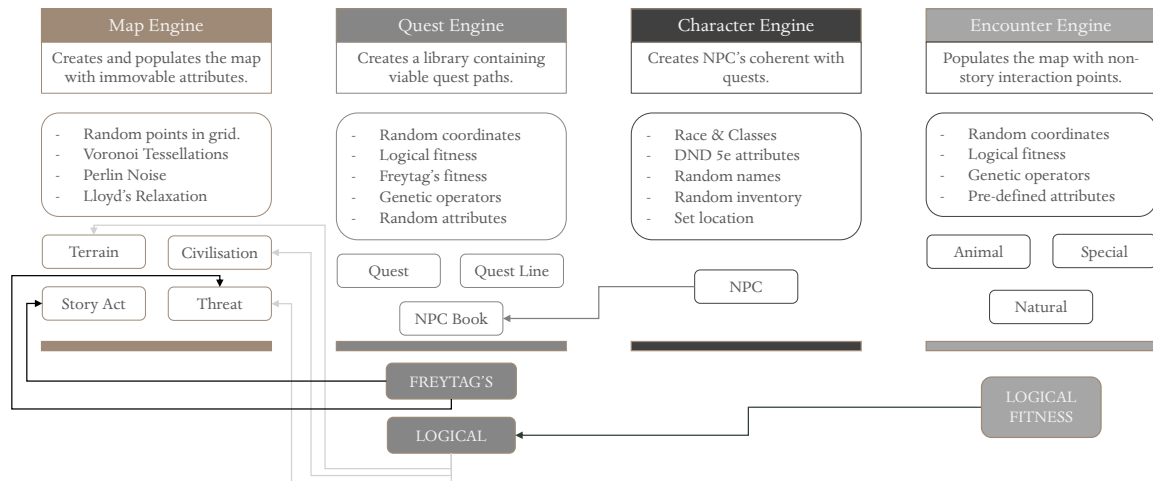 Map Engine
Creates and populates the map
with immovable attributes.
- Random points in grid.
- Voronoi Tessellations
- Perlin Noise
- Lloyd's Relaxation
Terrain
Civilisation
Story Act
Threat
Quest Engine
Creates a library containing
viable quest paths.
- Random coordinates
- Logical fitness
- Freytag's fitness
- Genetic operators
- Random attributes
Quest
Quest Line
NPC Book
Character Engine
Creates NPC's coherent with
quests.
- Race & Classes
- DND 5e attributes
- Random names
- Random inventory
- Set location
NPC
Encounter Engine
Populates the map with non-
story interaction points.
- Random coordinates
- Logical fitness
- Genetic operators
- Pre-defined attributes
Animal
Special
Natural
FREYTAG'S
LOGICAL
LOGICAL
FITNESS